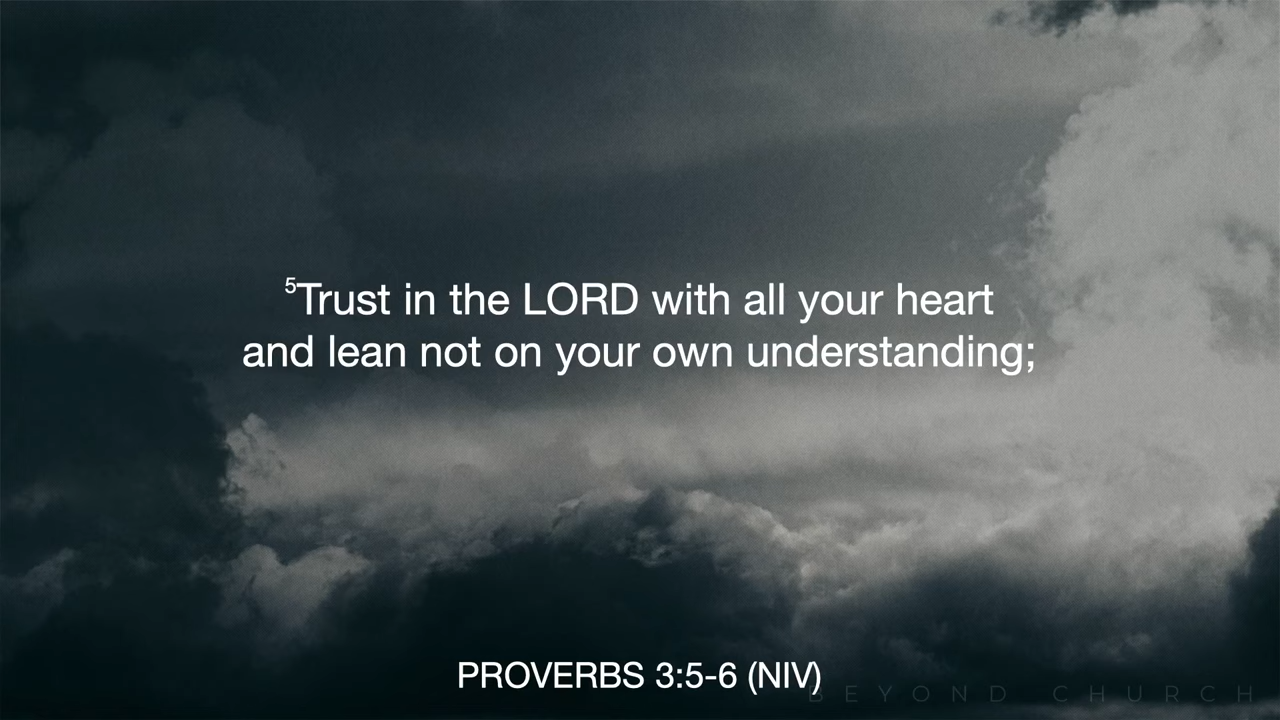 ⁵Trust in the LORD with all your heart
and lean not on your own understanding;
PROVERBS 3:5-6 (NIV)
BEYOND CHURCH